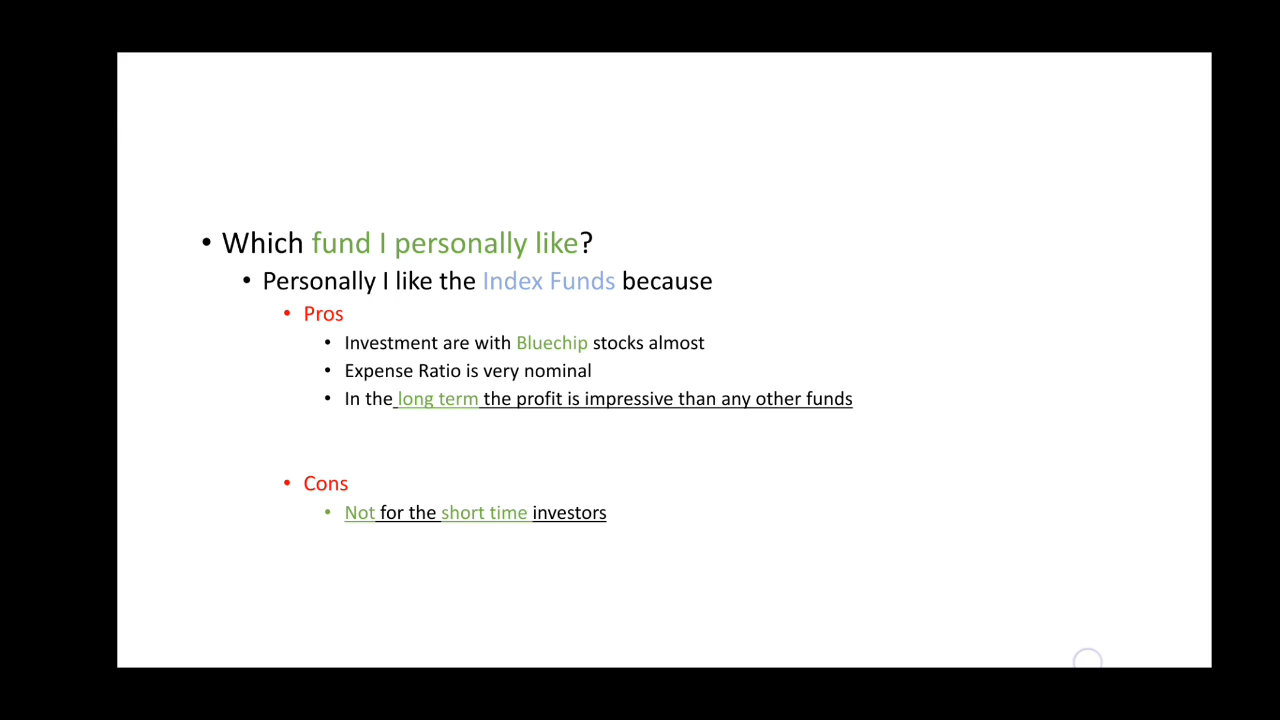 • Which fund I personally like?
• Personally I like the Index Funds because
• Pros
• Investment are with Bluechip stocks almost
• Expense Ratio is very nominal
• In the long term the profit is impressive than any other funds
• Cons
• Not for the short time investors